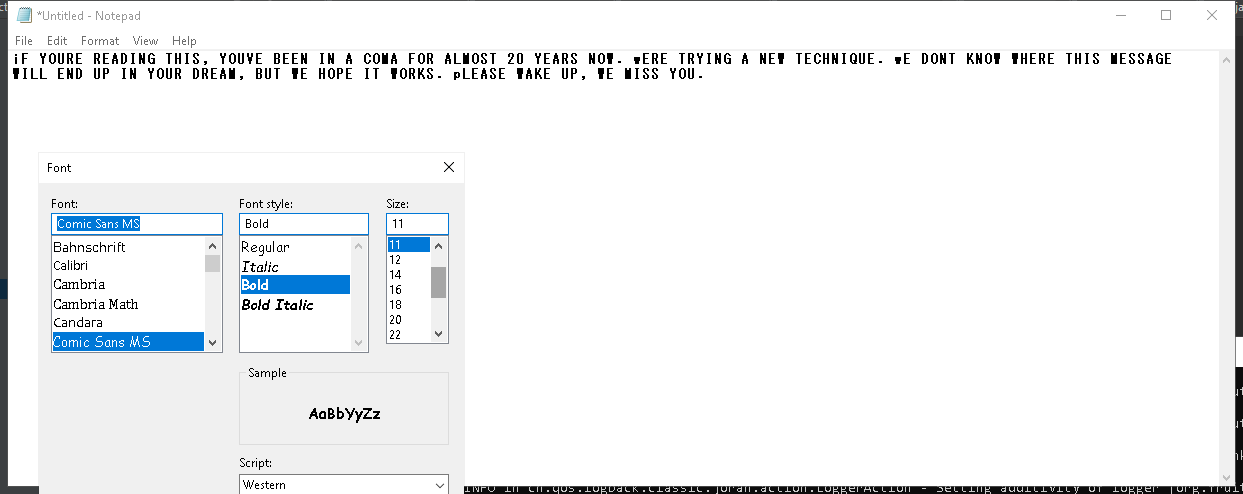 *Untitled - Notepad
File Edit Format View Help
iF YOURE READING THIS, YOUVE BEEN IN A COMA FOR ALMOST 20 YEARS NOW. wERE TRYING A NEW TECHNIQUE. wE DONT KNOW WHERE THIS MESSAGE
WILL END UP IN YOUR DREAM, BUT WE HOPE IT WORKS. pLEASE WAKE UP, WE MISS YOU.
Font
Font: Font style: Size:
Comic Sans MS Bold 11
Bahnschrift Regular 11
Calibri Italic 12
Cambria Bold 14
Cambria Math Bold Italic 16
Candara 18
Comic Sans MS 20
22
Sample
AaBbYyZz
Script:
Western
INFO in ch.qos.logback.classic.joran.action.LoggerAction - Setting additivity of logger